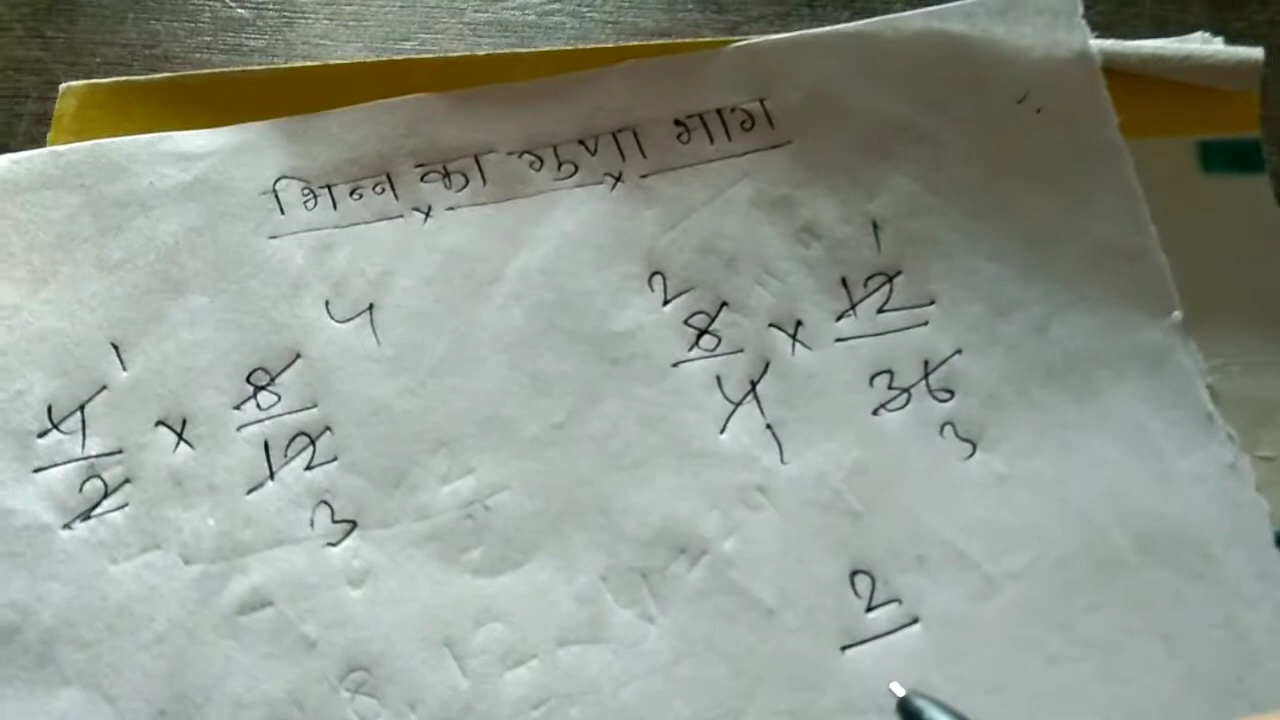 भिन्न का गुणा भाग
1 4
4/2 × 8/12
3
2 1
8/4 × 12/36
1 3
2